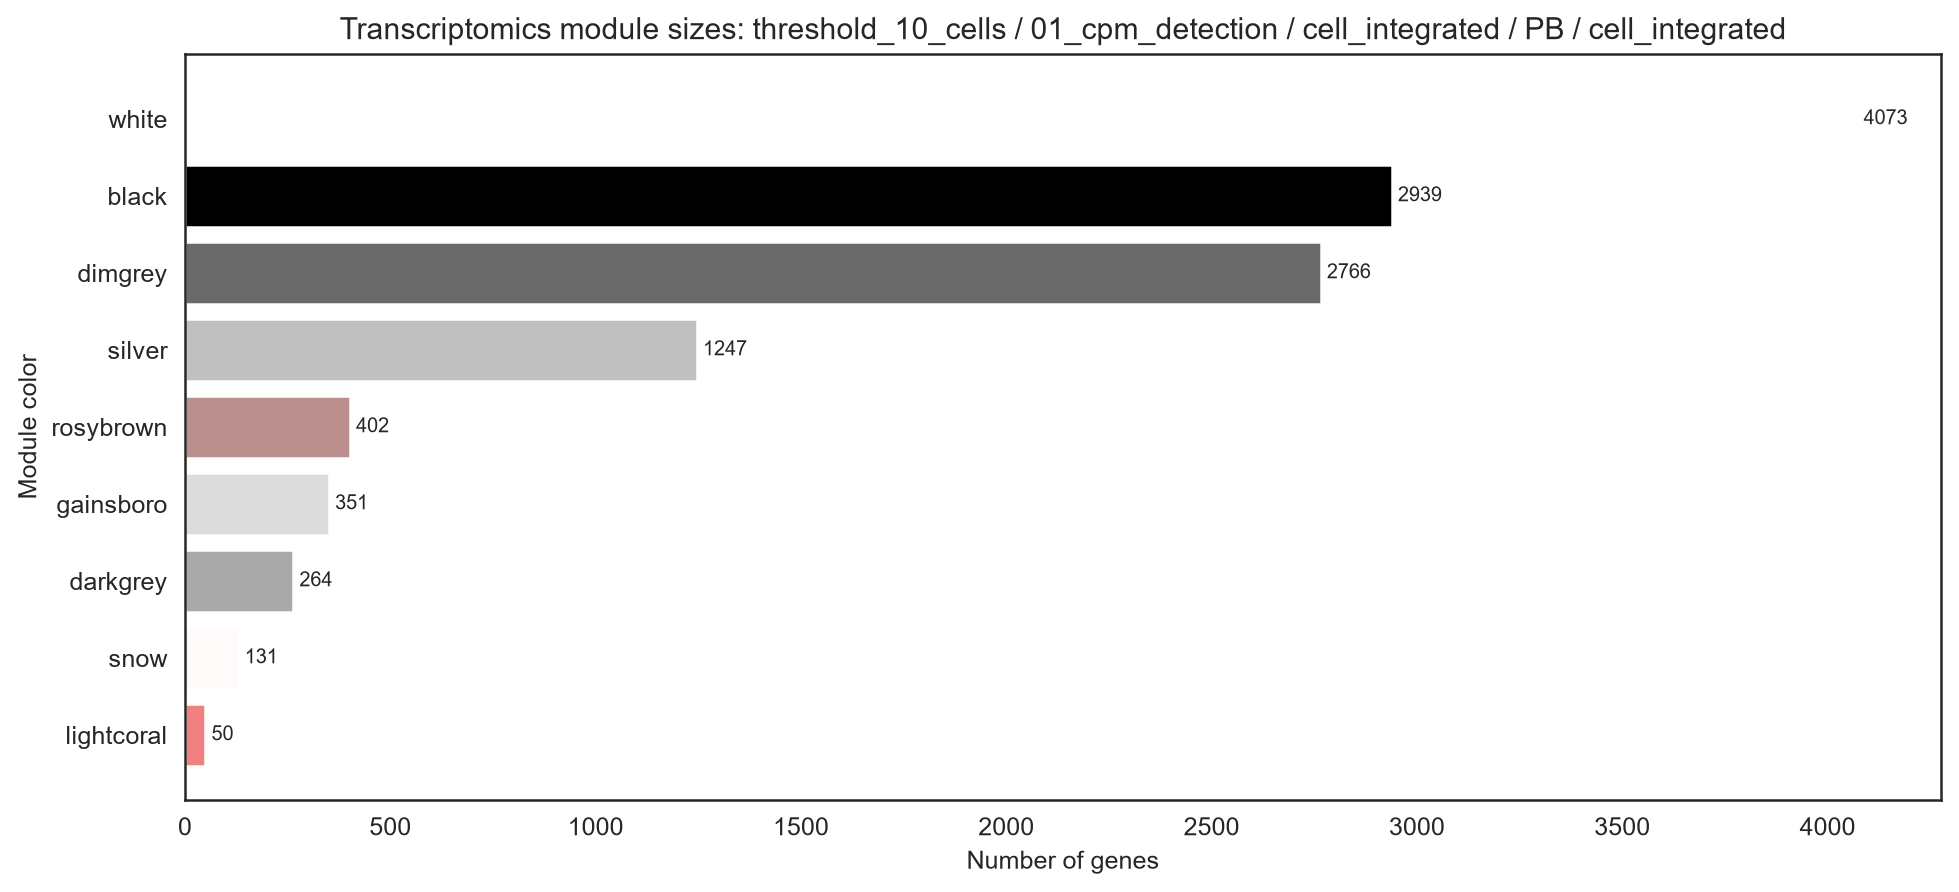 Transcriptomics module sizes: threshold_10_cells / 01_cpm_detection / cell_integrated / PB / cell_integrated
Module color
white 4073
black 2939
dimgrey 2766
silver 1247
rosybrown 402
gainsboro 351
darkgrey 264
snow 131
lightcoral 50
0 500 1000 1500 2000 2500 3000 3500 4000
Number of genes